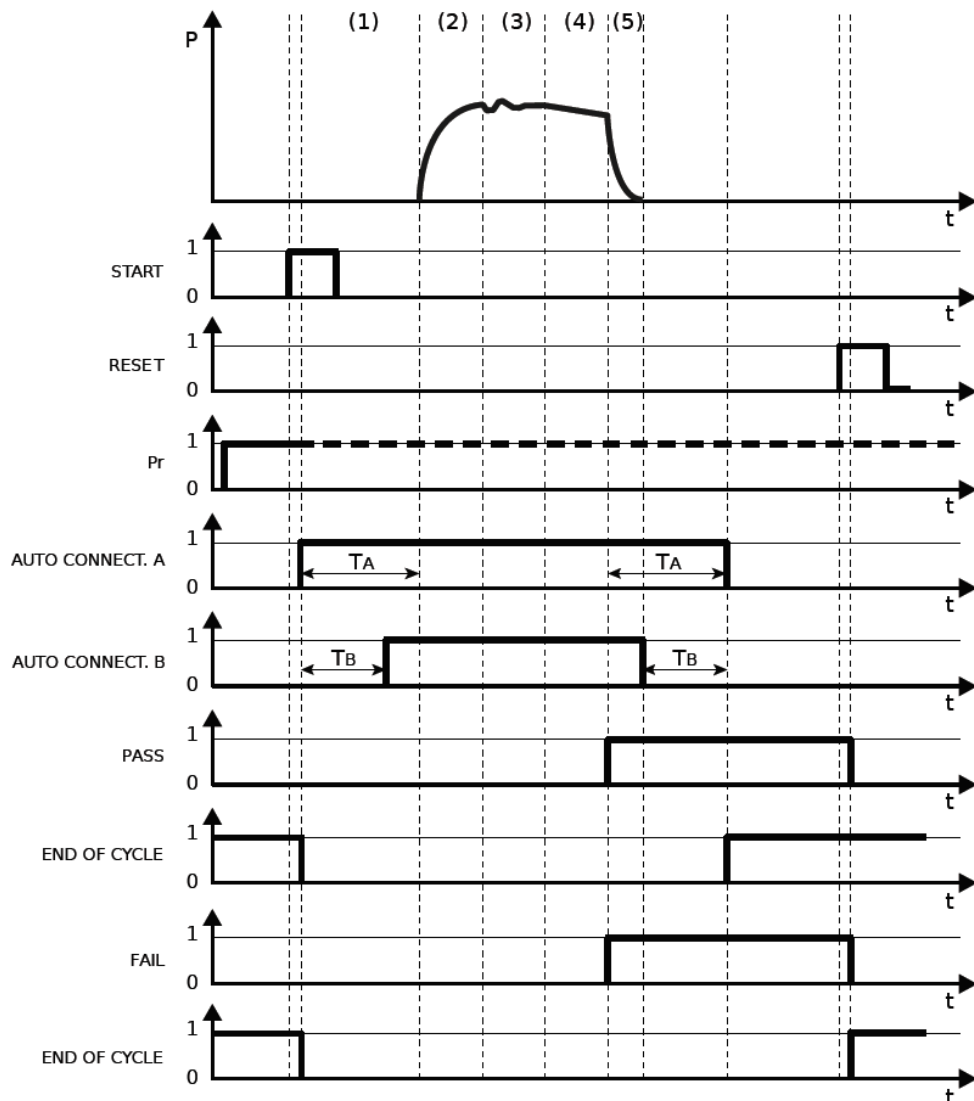 (1) (2) (3) (4) (5)
P
t
START 1
0
t
RESET 1
0
t
Pr 1
0
t
AUTO CONNECT. A 1
0
TA TA
t
AUTO CONNECT. B 1
0
TB TB
t
PASS 1
0
t
END OF CYCLE 1
0
t
FAIL 1
0
t
END OF CYCLE 1
0
t